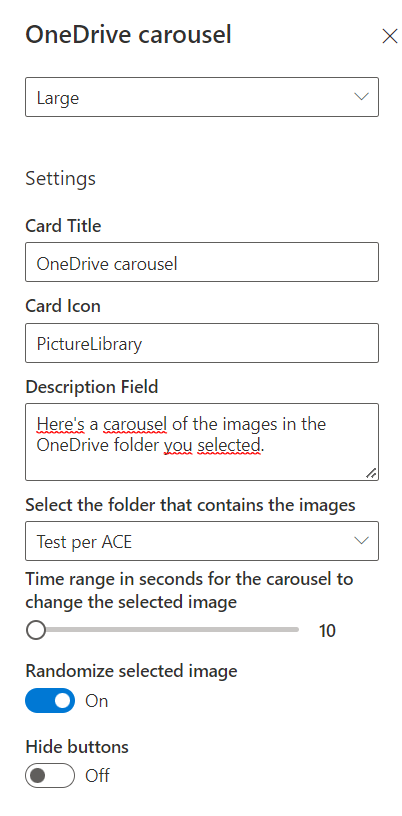 OneDrive carousel
Large
Settings
Card Title
OneDrive carousel
Card Icon
PictureLibrary
Description Field
Here's a carousel of the images in the
OneDrive folder you selected.
Select the folder that contains the images
Test per ACE
Time range in seconds for the carousel to
change the selected image
10
Randomize selected image
On
Hide buttons
Off